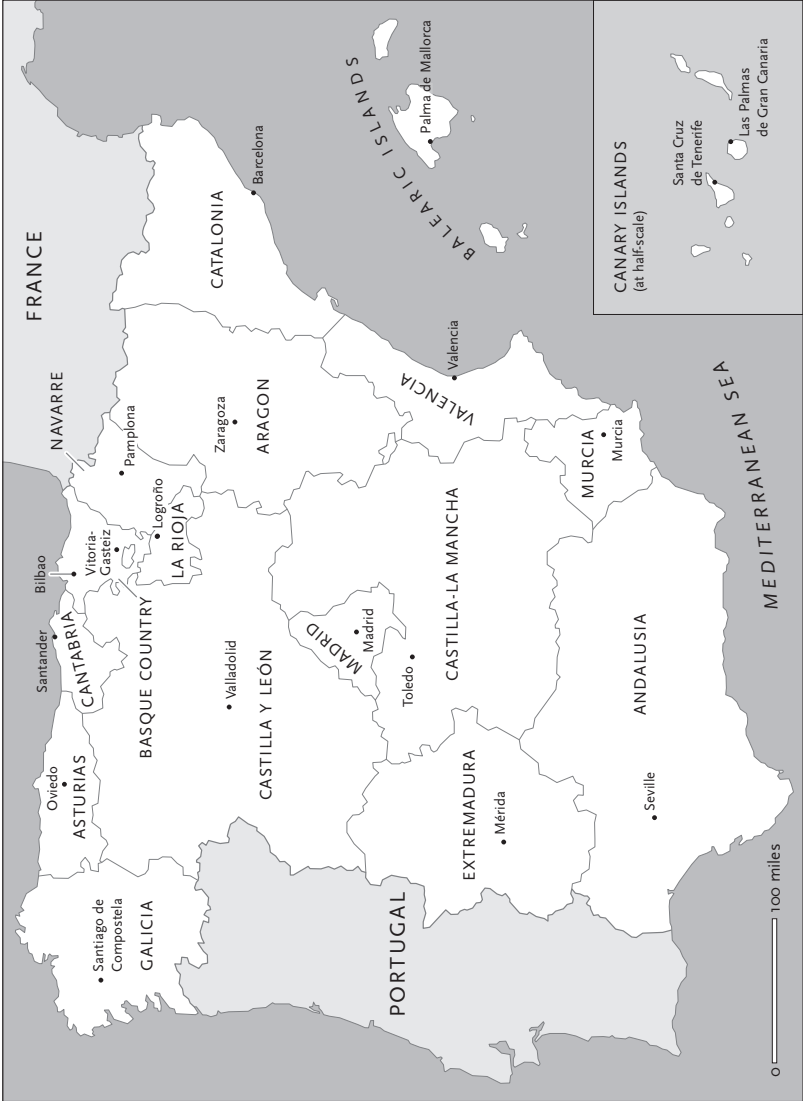 FRANCE
NAVARRE
Bilbao
Santander
Oviedo
ASTURIAS
CANTABRIA
Vitoria-
Gasteiz
Pamplona
Santiago de
Compostela
GALICIA
BASQUE COUNTRY
Logroño
LA RIOJA
CATALONIA
Barcelona
Zaragoza
ARAGON
Valladolid
CASTILLA Y LEÓN
MADRID
Madrid
Toledo
CASTILLA-LA MANCHA
VALENCIA
Valencia
BALEARIC ISLANDS
Palma de Mallorca
PORTUGAL
EXTREMADURA
Mérida
MURCIA
Murcia
ANDALUSIA
Seville
MEDITERRANEAN SEA
CANARY ISLANDS
(at half-scale)
Santa Cruz
de Tenerife
Las Palmas
de Gran Canaria
0 100 miles